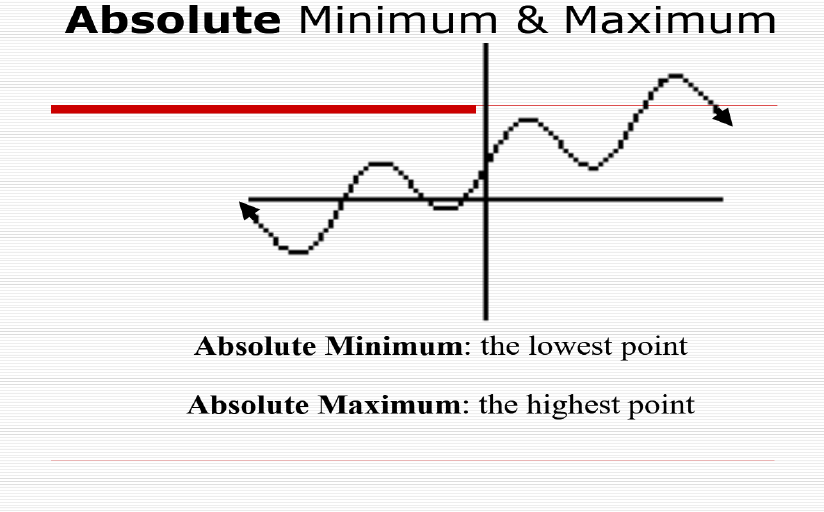 Absolute Minimum & Maximum
Absolute Minimum: the lowest point
Absolute Maximum: the highest point